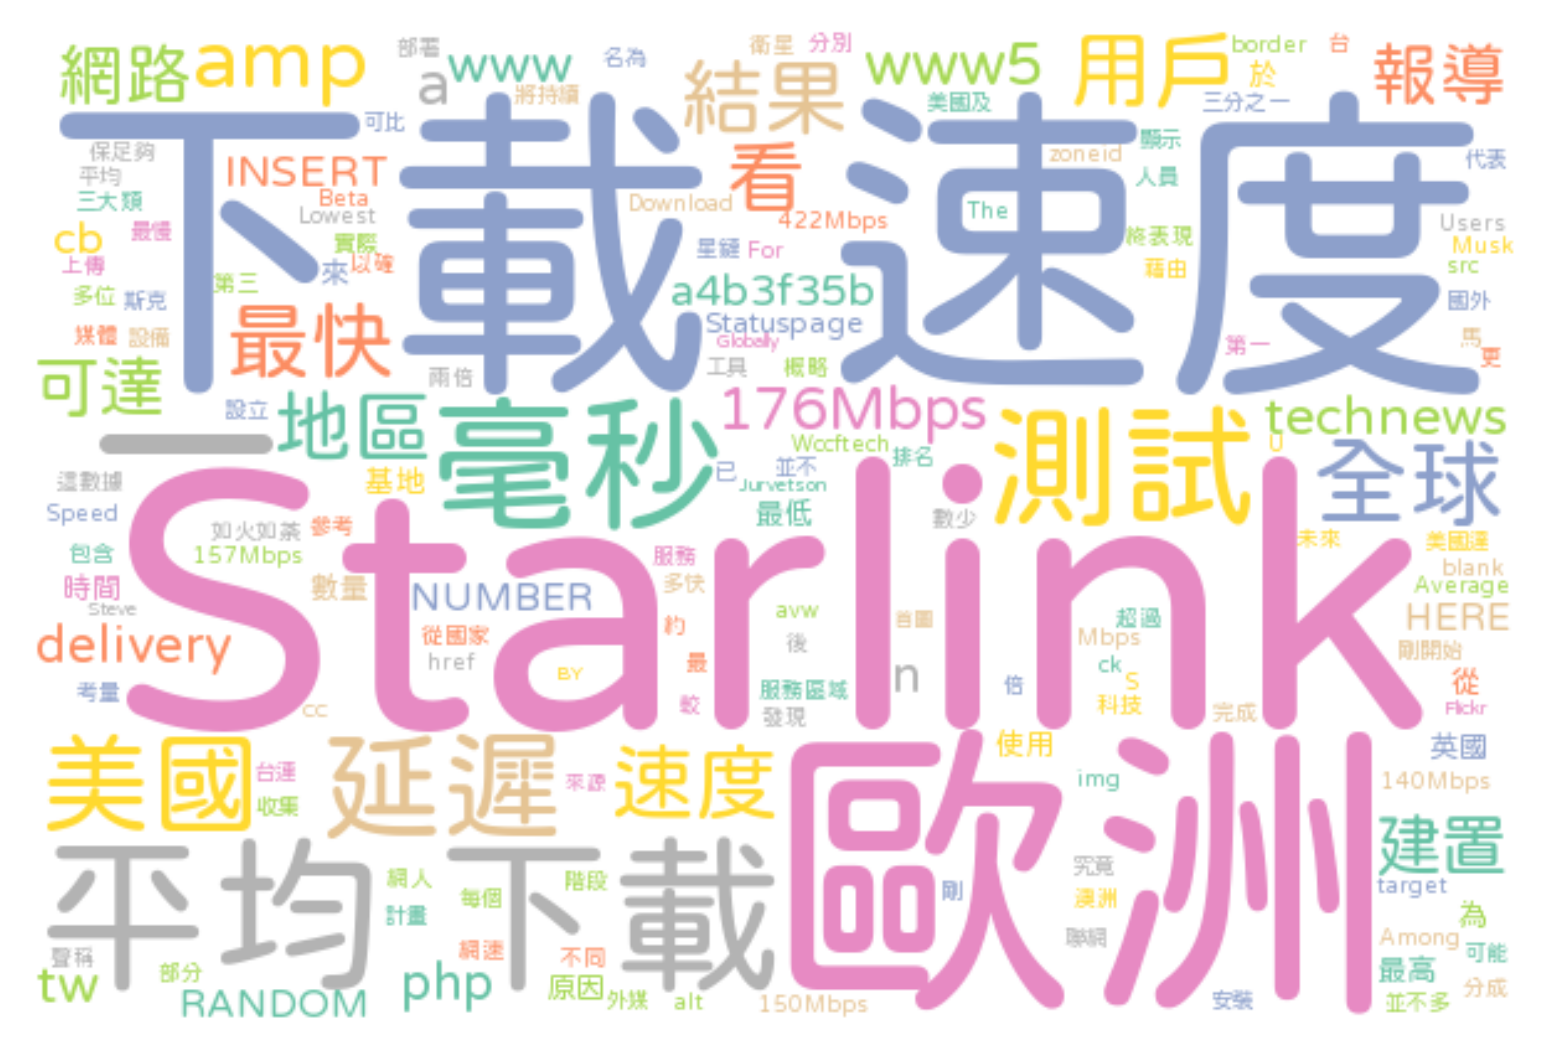 網路 amp 部署 www 名為 衛星 分別 www5 用戶 border 台 報導
a 將持續 結果 美國及 於 三分之一
下載速度 可比 顯示
保足夠 INSERT 看 zoneid 代表
平均 Beta 人員
三大類 Lowest Download 422Mbps The Users
cb 最慢 實際 星鏈 For 終表現 Musk
上傳 來 以確 藉由 src
多位 斯克 第三 a4b3f35b 國外
媒體 設備 最快 Statuspage 第一 馬
可達 兩倍 Globally 工具 概略 更
設立 地區 毫秒 176Mbps 測試 technews
一 Wccftech U 全球
這數據 基地 已 並不 排名
Speed 如火如荼 參考 Jurvetson 最低 數少
Starlink
包含 157Mbps 服務 未來 美國達
時間 數量 NUMBER 多快 blank
Steve avw 首圖 超過 Average
delivery 從國家 約 後 Mbps HERE
href BY 最 n ck 剛開始
考量 服務區域 倍 S 從
cc 較 發現 科技 完成 Flickr
美國 延遲 速度 歐洲 使用 英國
台運 來源 img 140Mbps
收集 建置
平均下載 網人 階段 究竟 target
計畫 每個 剛 澳洲 為
聲稱 網速 不同 聯網 Among 可能
tw 部分 php 原因 最高 分成
RANDOM 外媒 alt 150Mbps 安裝 並不多